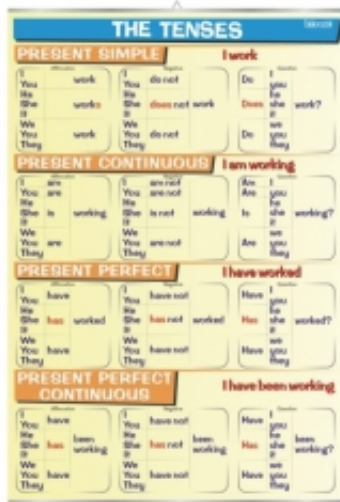 THE TENSES
PRESENT SIMPLE I work
I
You work
He
She works
It
We
You work
They
I
You do not
He
She does not work
It
We
You do not
They
Do I
you
he
Does she work?
it
we
Do you
they
PRESENT CONTINUOUS I am working
I
You are
He
She is working
It
We
You are
They
I
You are not
He
She is not working
It
We
You are not
They
I
you
he
Is she working?
it
we
Are you
they
PRESENT PERFECT I have worked
I have
You
He
She has worked
It
We
You have
They
I
You have not
He
She has not worked
It
We
You have not
They
Have I
you
he
Has she worked?
it
we
Have you
they
PRESENT PERFECT
CONTINUOUS I have been working
I
You have
He
She has been working
It
We
You have
They
I
You have not
He
She has not been working
It
We
You have not
They
Have I
you
he
Has she been working?
it
we
Have you
they